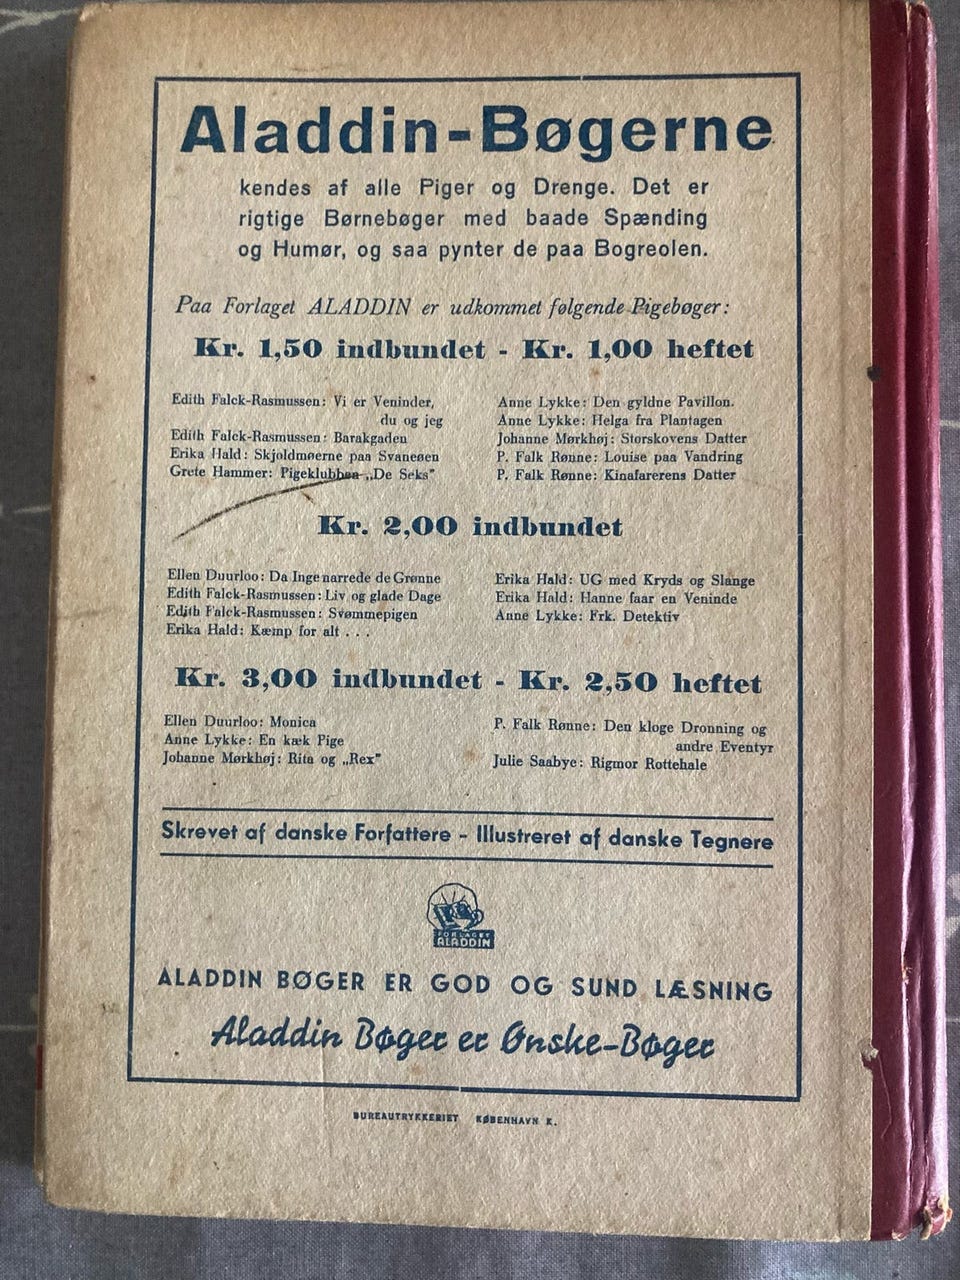 Aladdin-Bøgerne
kendes af alle Piger og Drenge. Det er
rigtige Børnebøger med baade Spænding
og Humør, og saa pynter de paa Bogreolen.
Paa Forlaget ALADDIN er udkommet følgende Pigebøger:
Kr. 1,50 indbundet - Kr. 1,00 heftet
Edith Falck-Rasmussen: Vi er Veninder,
du og jeg
Edith Falck-Rasmussen: Barakgaden
Erika Hald: Skjoldmøerne paa Svaneøen
Grete Hammer: Pigeklubben „De Seks"
Anne Lykke: Den gyldne Pavillon.
Anne Lykke: Helga fra Plantagen
Johanne Mørkhøj: Storskovens Datter
P. Falk Rønne: Louise paa Vandring
P. Falk Rønne: Kinafarerens Datter
Kr. 2,00 indbundet
Ellen Duurloo: Da Inge narrede de Grønne
Edith Falck-Rasmussen: Liv og glade Dage
Edith Falck-Rasmussen: Svømmepigen
Erika Hald: Kæmp for alt . . .
Erika Hald: UG med Kryds og Slange
Erika Hald: Hanne faar en Veninde
Anne Lykke: Frk. Detektiv
Kr. 3,00 indbundet - Kr. 2,50 heftet
Ellen Duurloo: Monica
Anne Lykke: En kæk Pige
Johanne Mørkhøj: Rita og „Rex"
P. Falk Rønne: Den kloge Dronning og
andre Eventyr
Julie Saabye: Rigmor Rottehale
Skrevet af danske Forfattere - Illustreret af danske Tegnere
FORLAGET
ALADDIN
ALADDIN BØGER ER GOD OG SUND LÆSNING
Aladdin Bøger er Ønske-Bøger
BUREAUTRYKKERIET KØBENHAVN K.